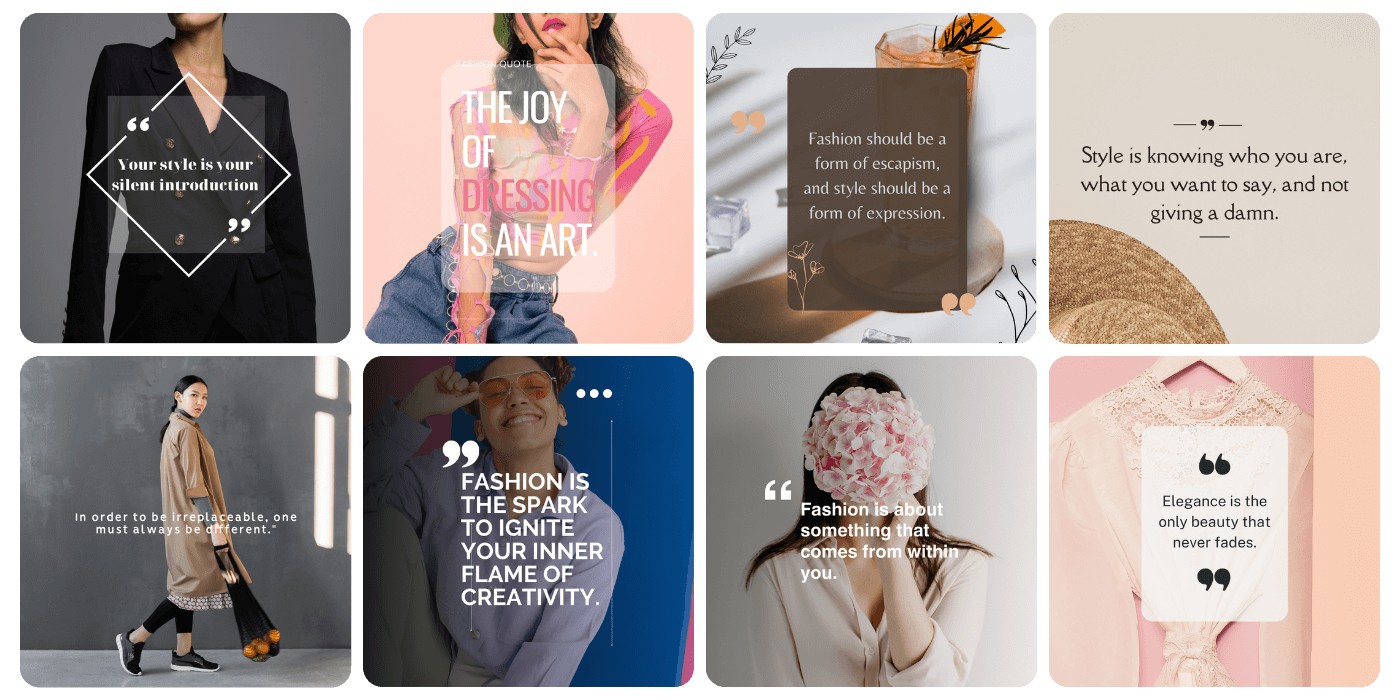 “
Your style is your
silent introduction
”
FASHION QUOTE
THE JOY
OF
DRESSING
IS AN ART.
”
Fashion should be a
form of escapism,
and style should be a
form of expression.
”
”
Style is knowing who you are,
what you want to say, and not
giving a damn.
In order to be irreplaceable, one
must always be different."
”
FASHION IS
THE SPARK
TO IGNITE
YOUR INNER
FLAME OF
CREATIVITY.
“
Fashion is about
something that
comes from within
you.
“
Elegance is the
only beauty that
never fades.
”